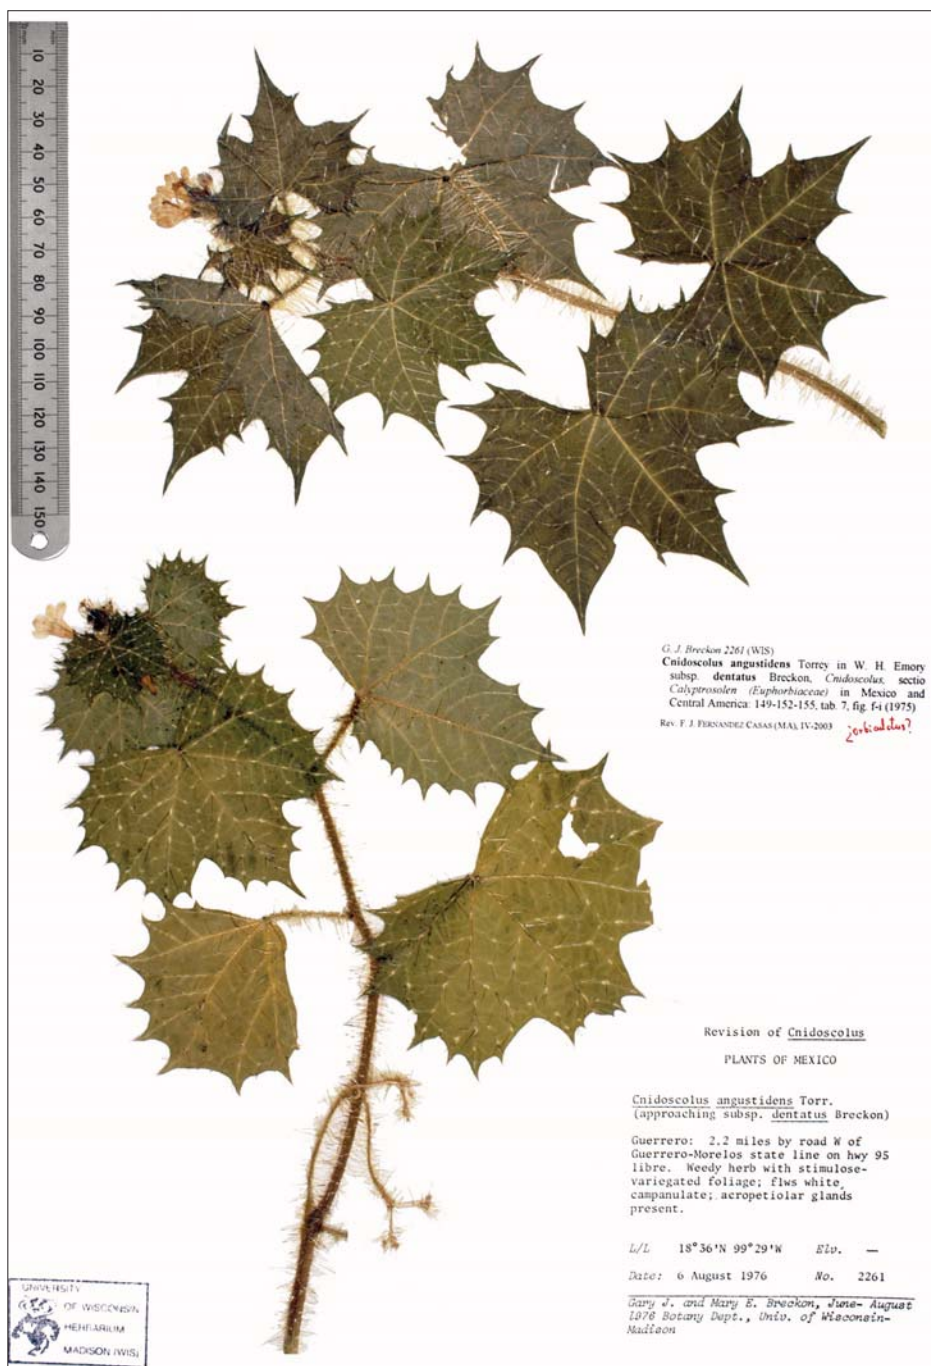 mm mm
10
20
30
40
50
60
70
80
90
100
110
120
130
140
150
G. J. Breckon 2261 (WIS)
Cnidoscolus angustidens Torrey in W. H. Emory
subsp. dentatus Breckon, Cnidoscolus, sectio
Calyptrosolen (Euphorbiaceae) in Mexico and
Central America: 149-152-155, tab. 7, fig. f-i (1975)
Rev. F. J. FERNANDEZ CASAS (MA), IV-2003
¿orbiculatus?
Revision of Cnidoscolus
PLANTS OF MEXICO
Cnidoscolus angustidens Torr.
(approaching subsp. dentatus Breckon)
Guerrero: 2.2 miles by road W of
Guerrero-Morelos state line on hwy 95
libre. Weedy herb with stimulose-
variegated foliage; flws white,
campanulate; acropetiolar glands
present.
L/L 18°36'N 99°29'W Elv. —
Date: 6 August 1976 No. 2261
Gary J. and Mary E. Breckon, June- August
1976 Botany Dept., Univ. of Wisconsin-
Madison
UNIVERSITY
OF WISCONSIN
HERBARIUM
MADISON (WIS)